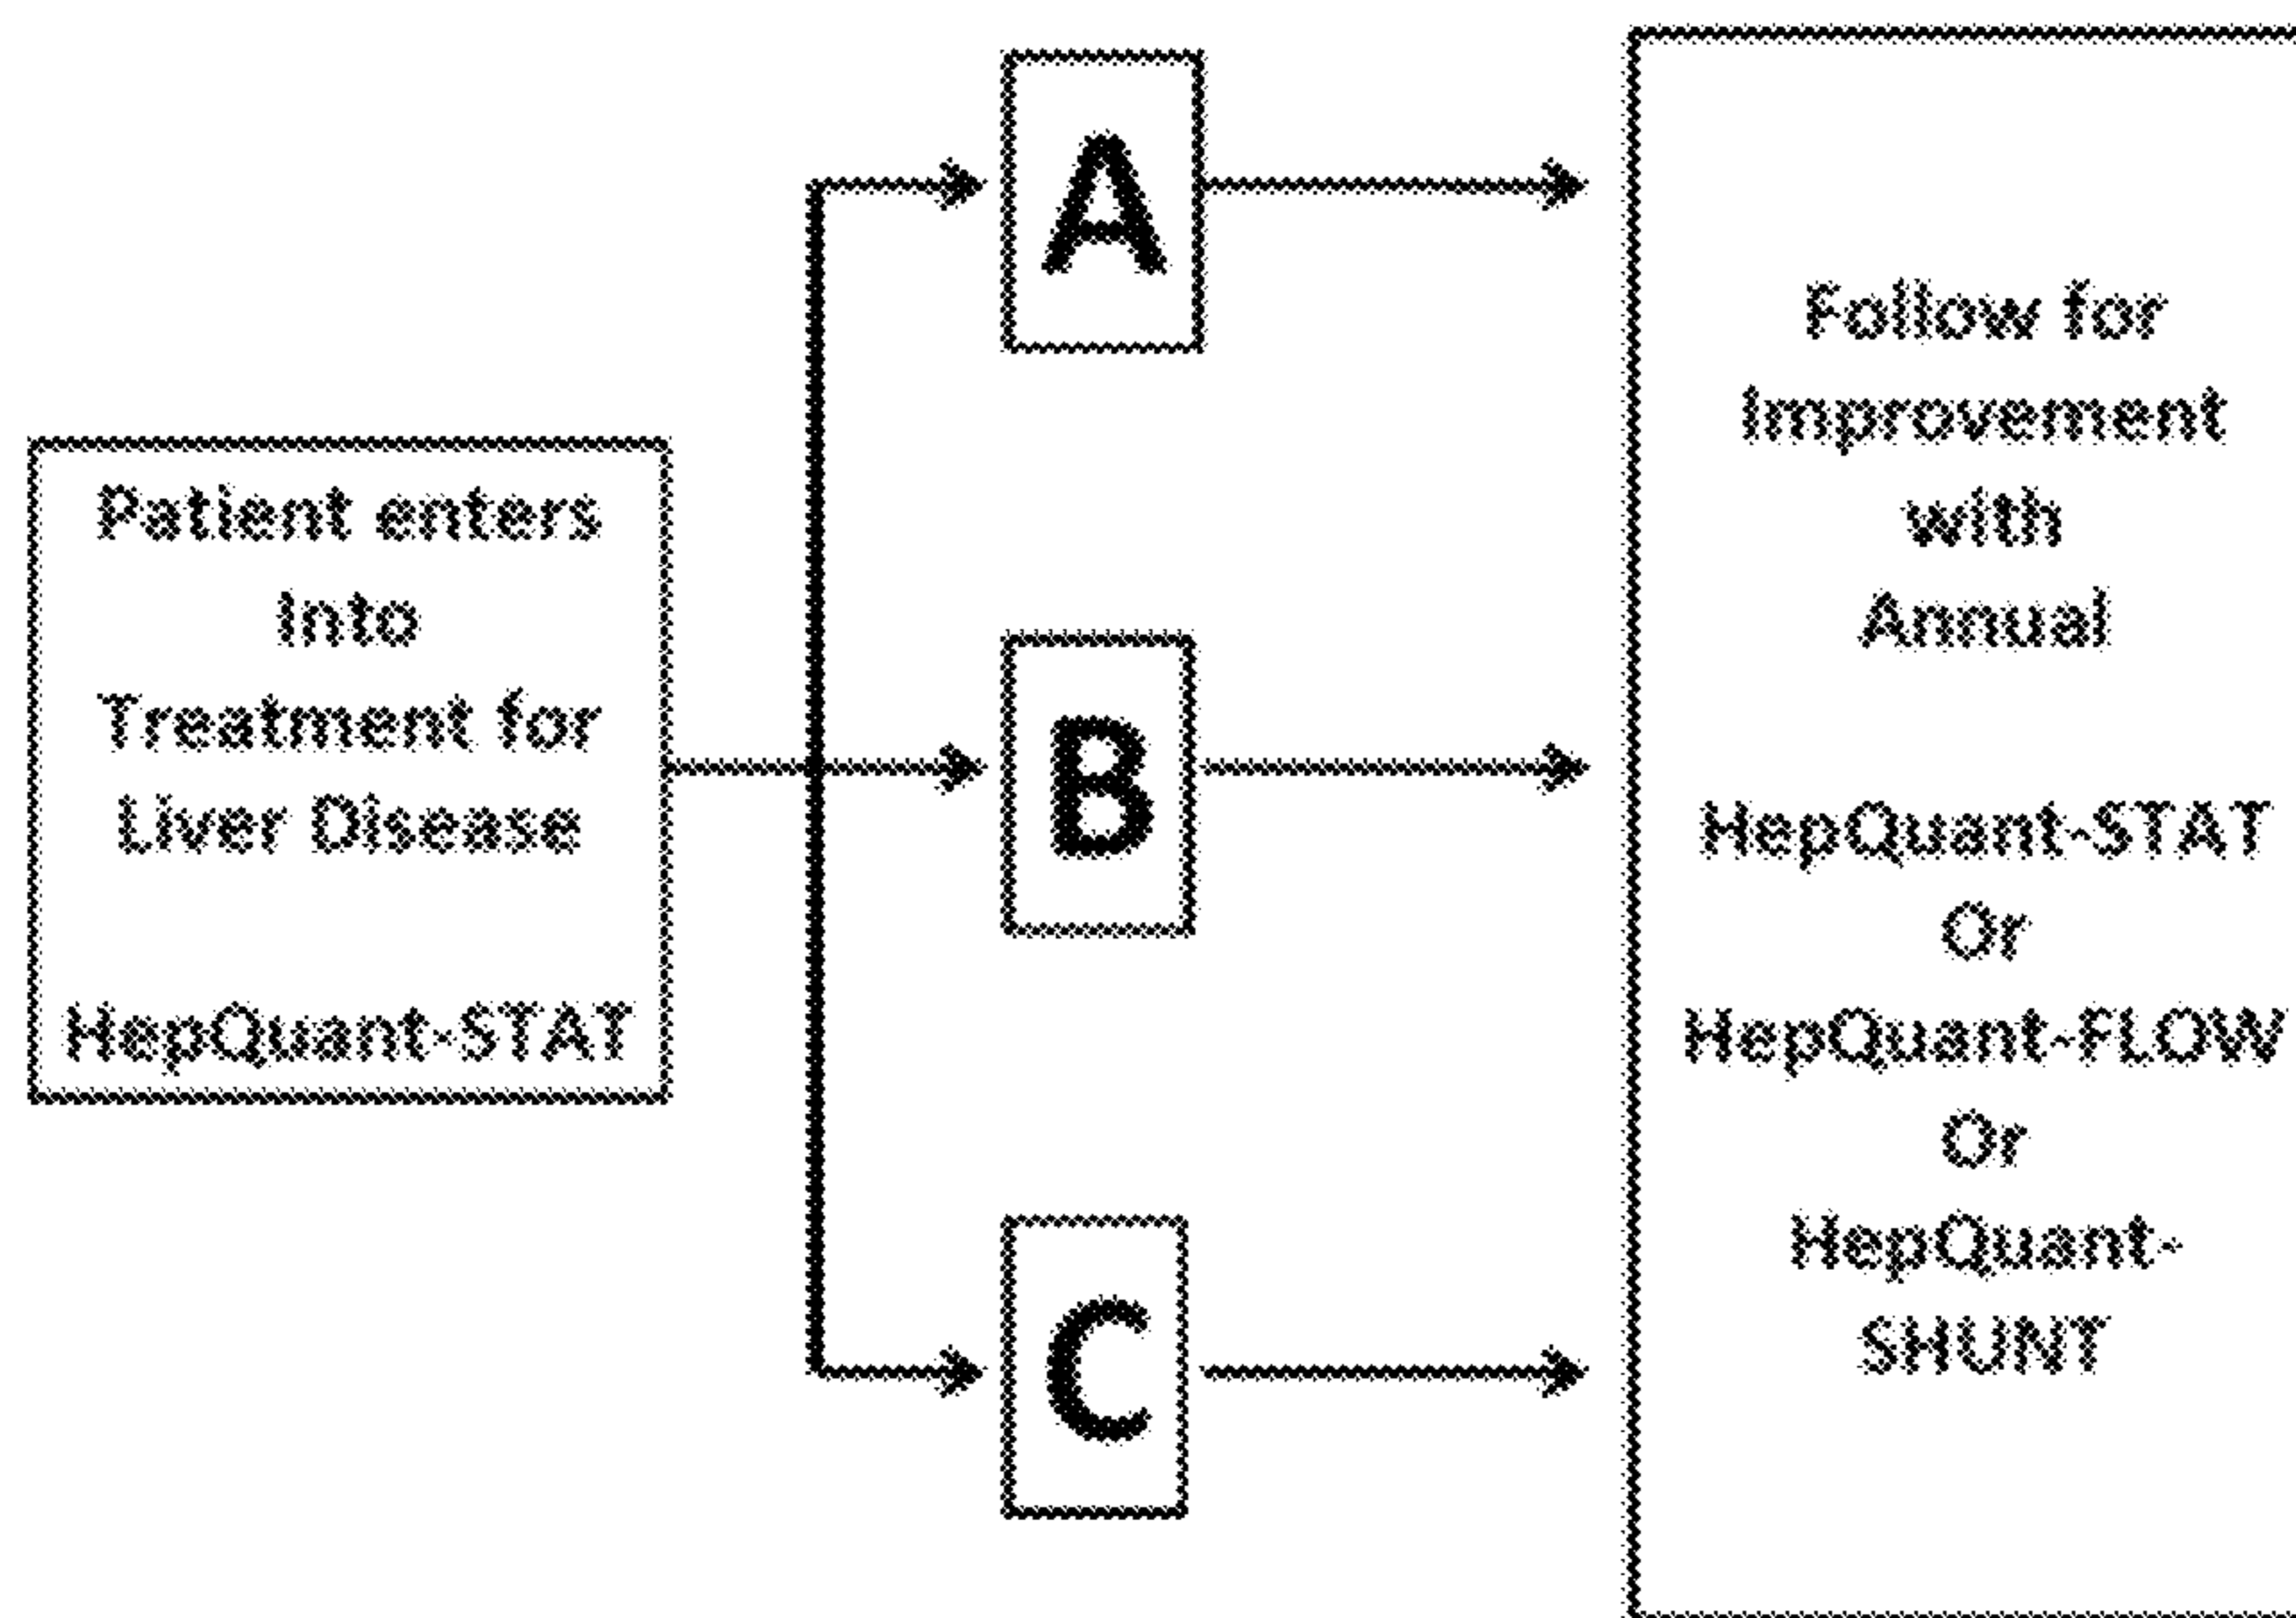 Patient enters
Into
Treatment for
Liver Disease
HepQuant-STAT
A
B
C
Follow for
Improvement
with
Annual
HepQuant-STAT
Or
HepQuant-FLOW
Or
HepQuant-
SHUNT